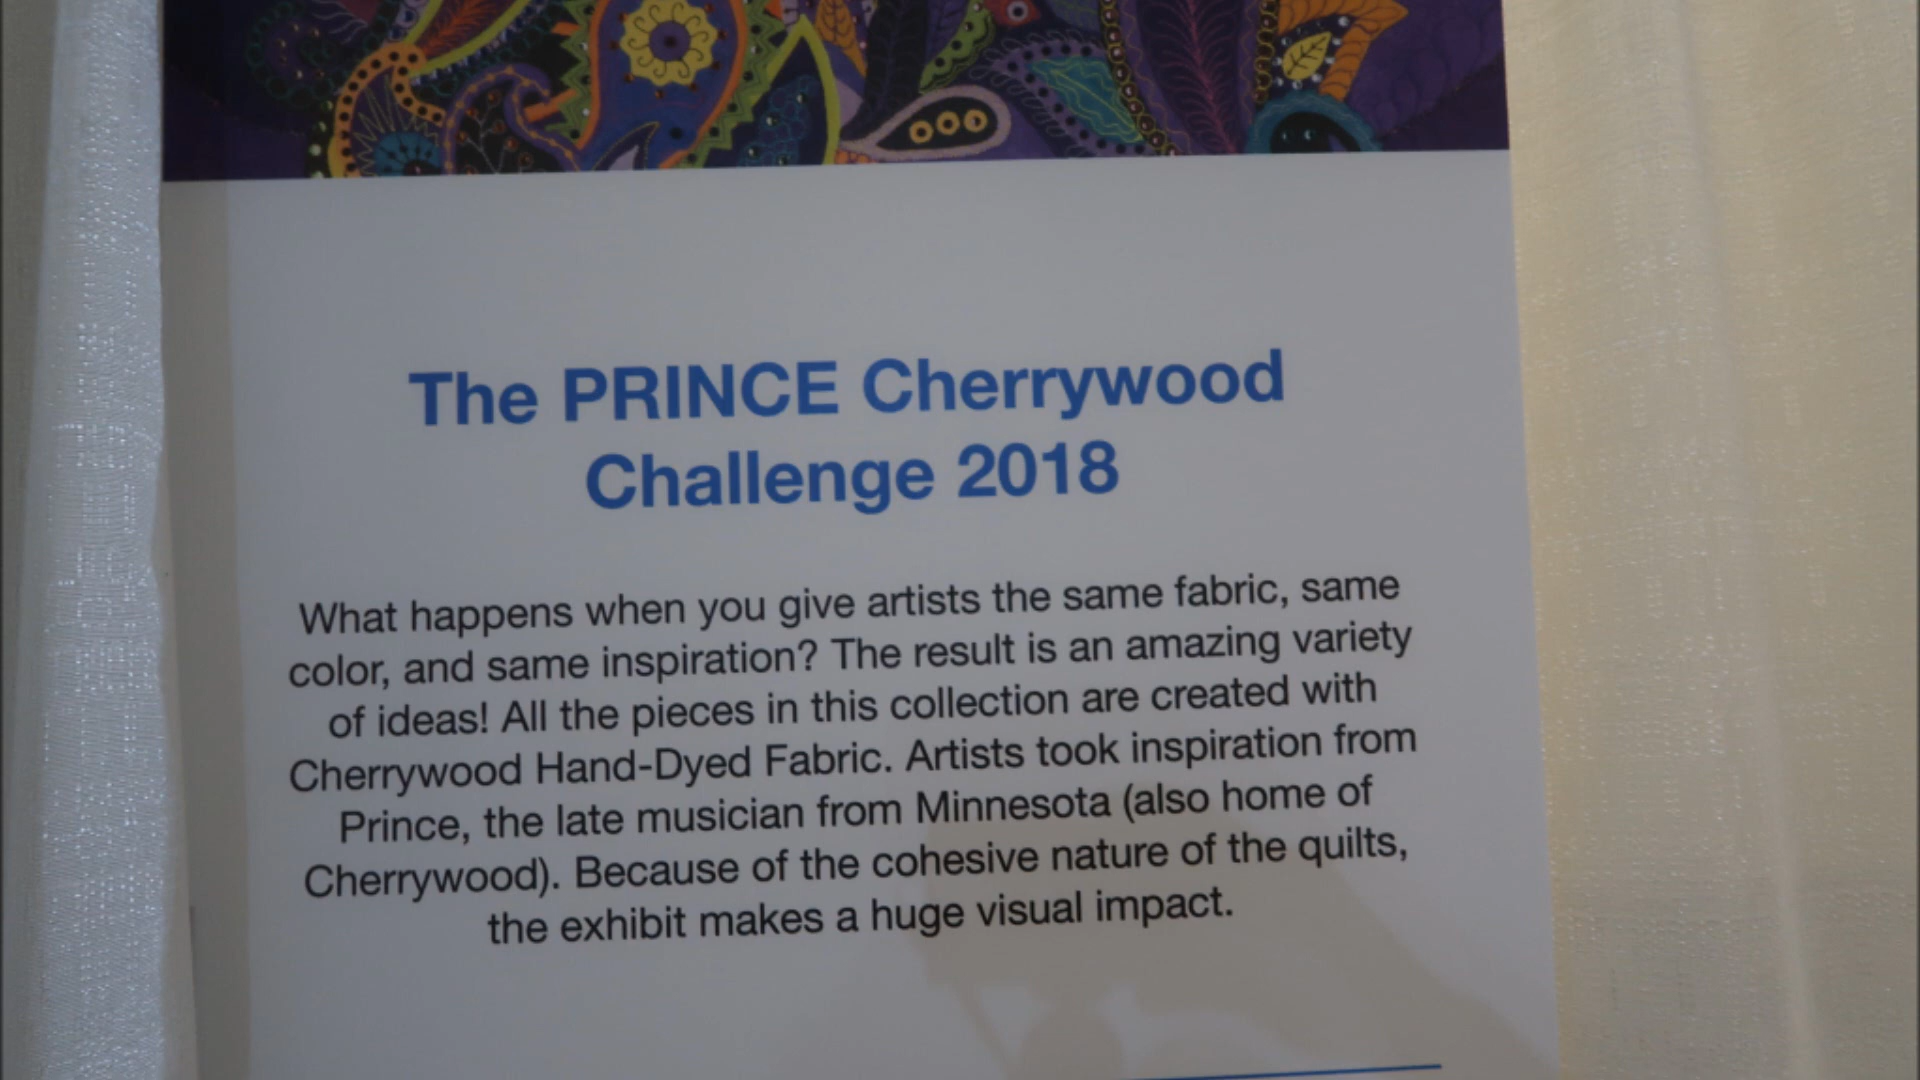 The PRINCE Cherrywood
Challenge 2018
What happens when you give artists the same fabric, same
color, and same inspiration? The result is an amazing variety
of ideas! All the pieces in this collection are created with
Cherrywood Hand-Dyed Fabric. Artists took inspiration from
Prince, the late musician from Minnesota (also home of
Cherrywood). Because of the cohesive nature of the quilts,
the exhibit makes a huge visual impact.